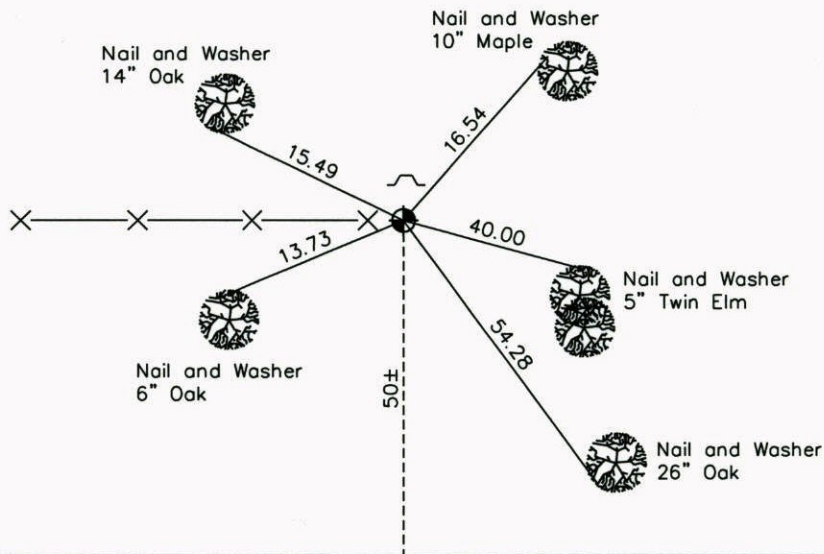 Nail and Washer
10" Maple
Nail and Washer
14" Oak
16.54
15.49
13.73
40.00
Nail and Washer
5" Twin Elm
54.28
Nail and Washer
6" Oak
50±
Nail and Washer
26" Oak